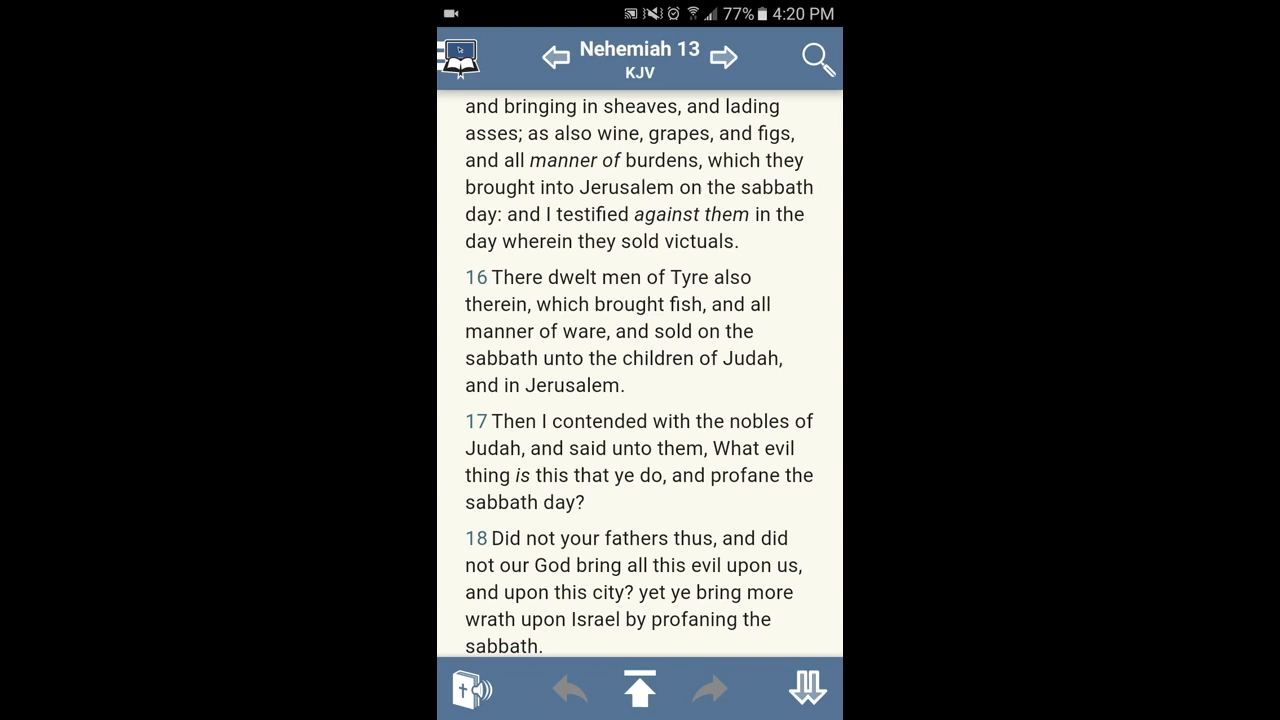 77% 4:20 PM
Nehemiah 13
KJV
and bringing in sheaves, and lading
asses; as also wine, grapes, and figs,
and all manner of burdens, which they
brought into Jerusalem on the sabbath
day: and I testified against them in the
day wherein they sold victuals.
16 There dwelt men of Tyre also
therein, which brought fish, and all
manner of ware, and sold on the
sabbath unto the children of Judah,
and in Jerusalem.
17 Then I contended with the nobles of
Judah, and said unto them, What evil
thing is this that ye do, and profane the
sabbath day?
18 Did not your fathers thus, and did
not our God bring all this evil upon us,
and upon this city? yet ye bring more
wrath upon Israel by profaning the
sabbath.